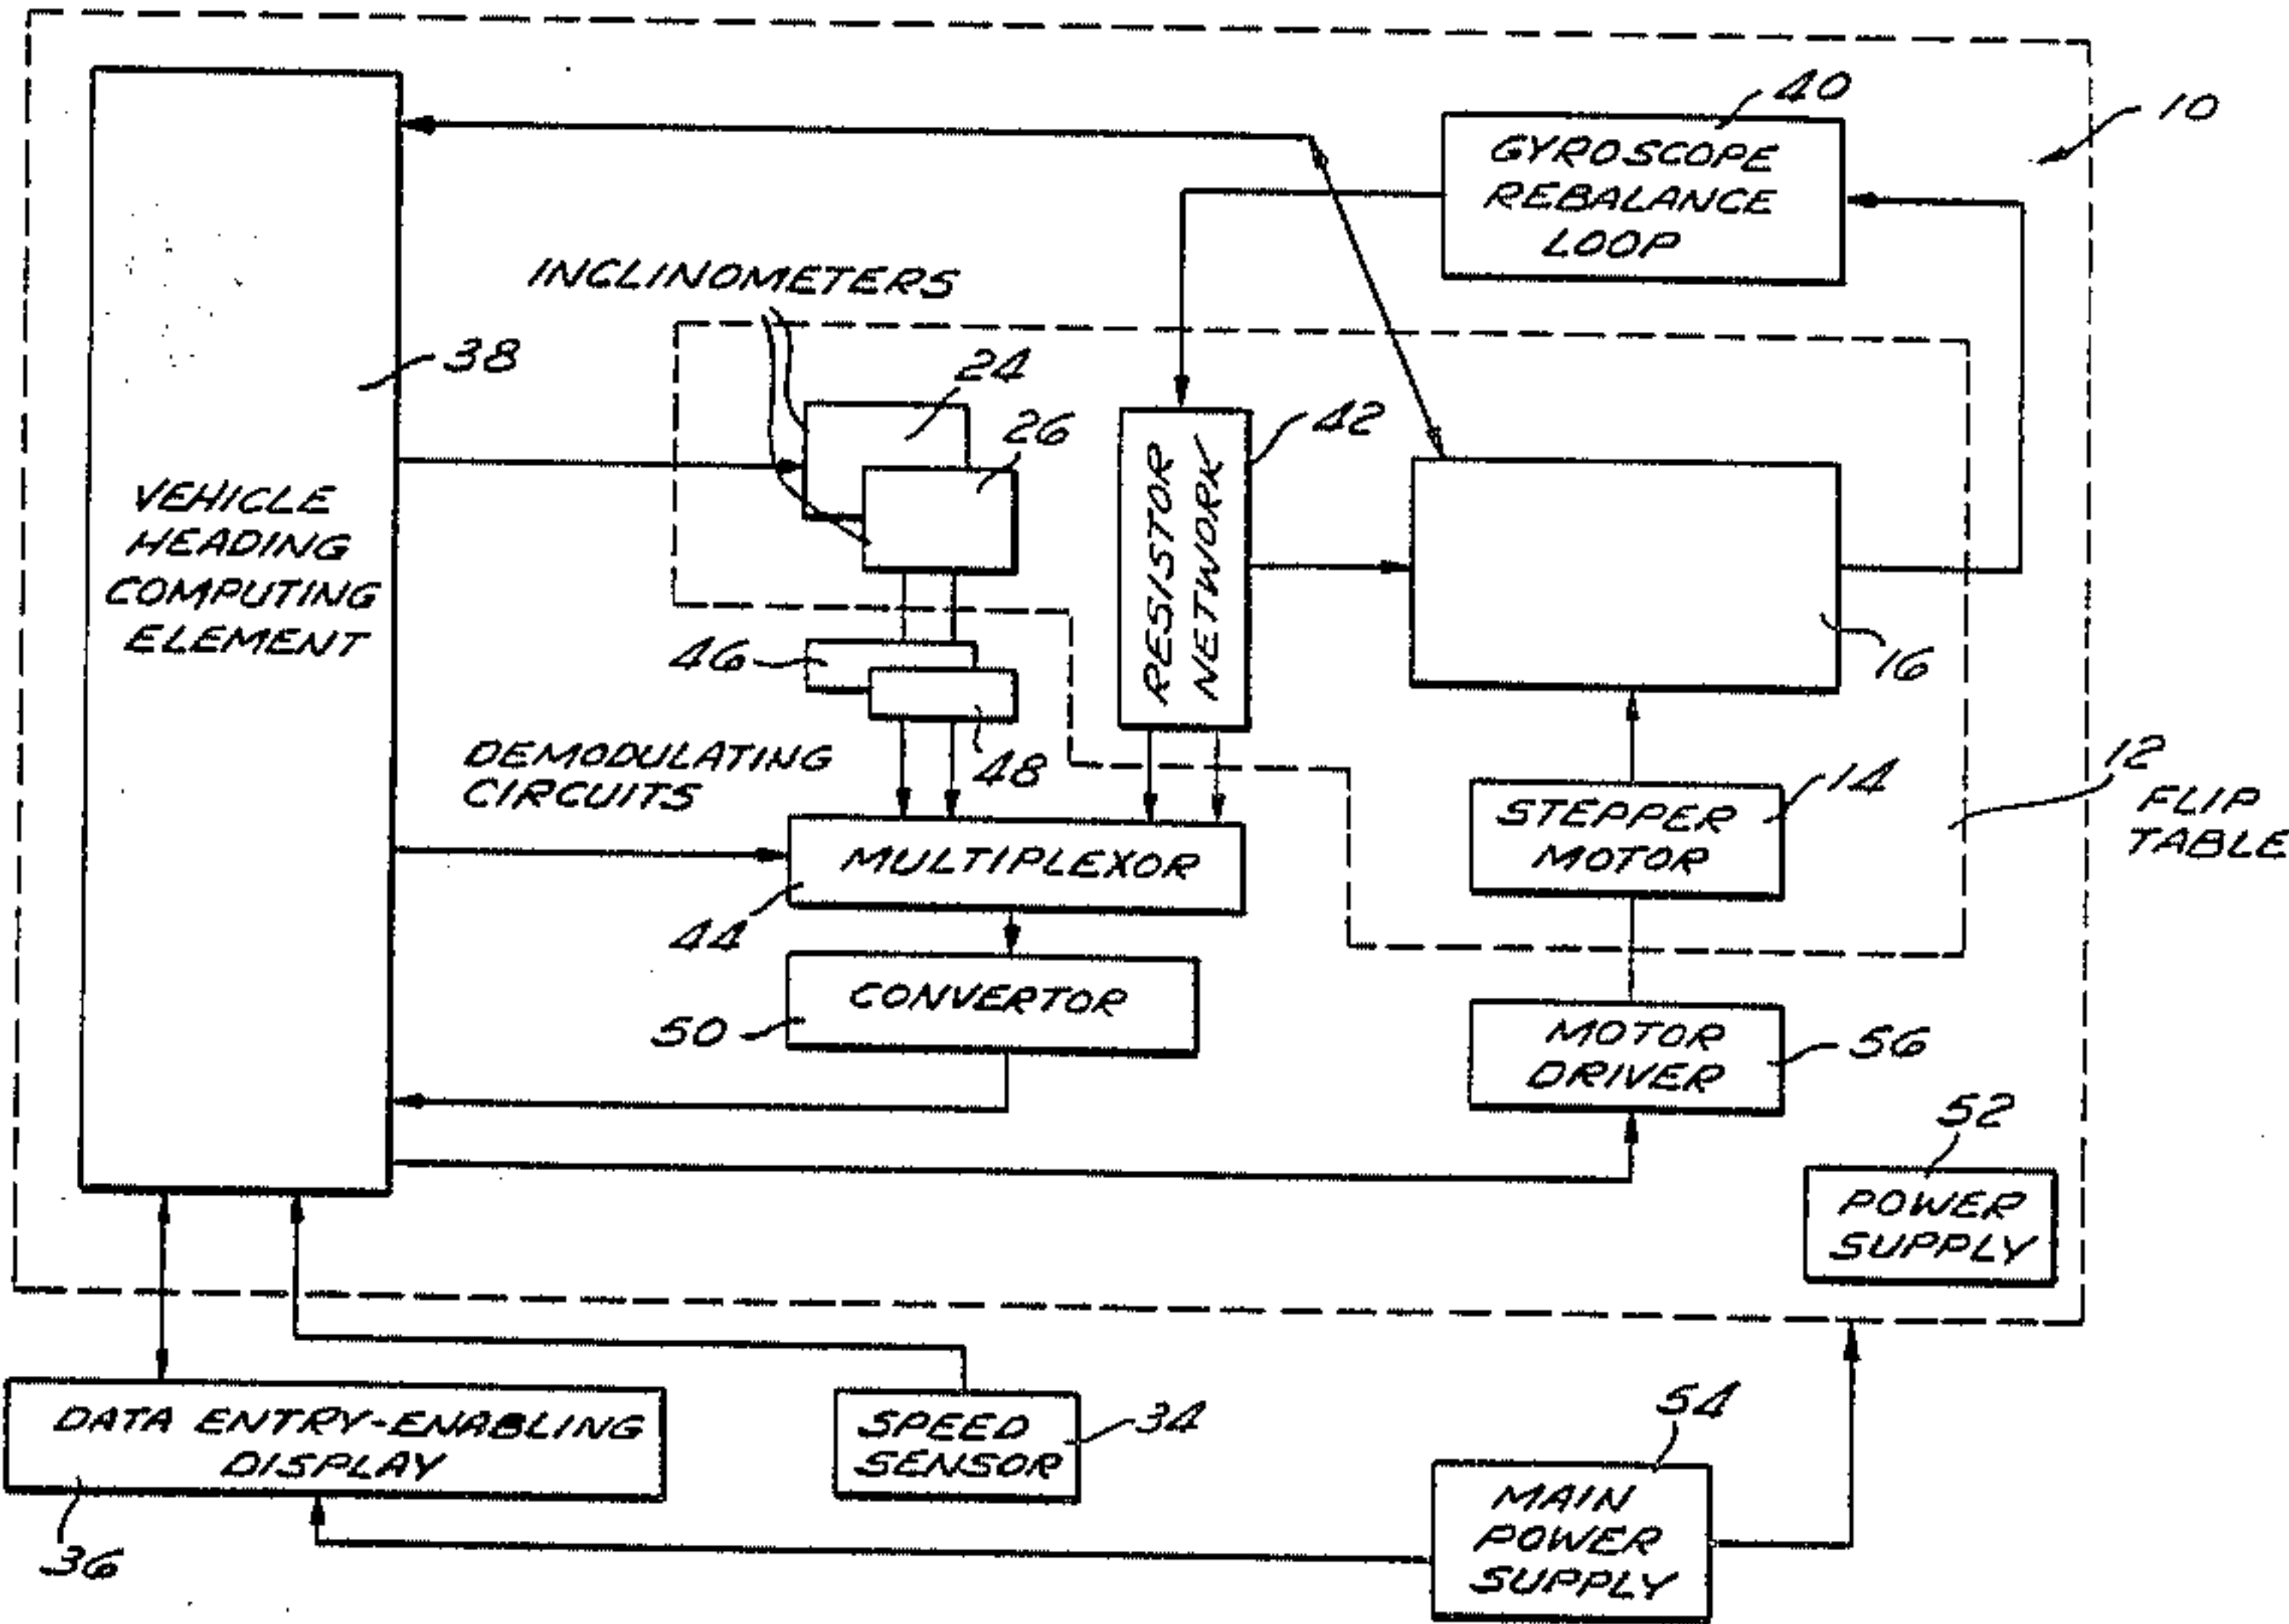 40
10
GYROSCOPE
REBALANCE
LOOP
INCLINOMETERS
38
24
26
42
RESISTOR
NETWORK
VEHICLE
HEADING
COMPUTING
ELEMENT
46
48
16
DEMODULATING
CIRCUITS
12
FLIP
TABLE
14
STEPPER
MOTOR
MULTIPLEXOR
44
CONVERTOR
50
MOTOR
DRIVER
56
52
POWER
SUPPLY
DATA ENTRY-ENABLING
DISPLAY
36
SPEED
SENSOR
34
54
MAIN
POWER
SUPPLY